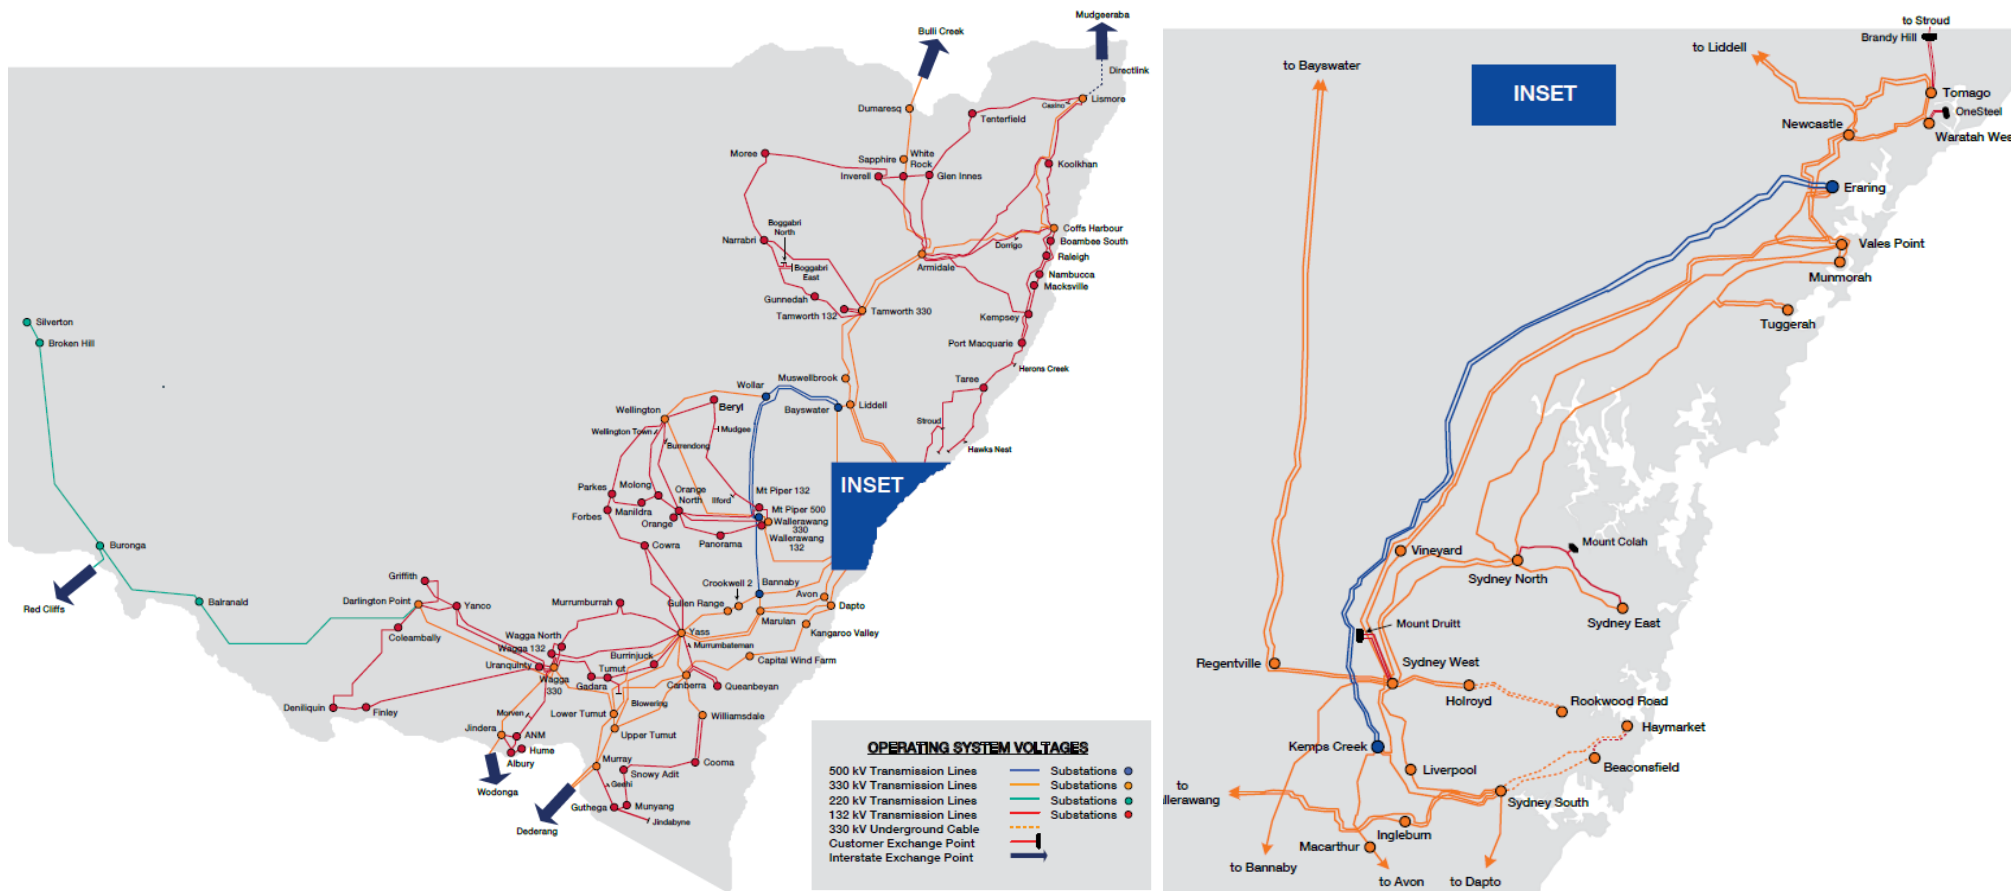 Mudgeeraba
Bulli Creek
Directlink
Dumaresq
Casino
Lismore
Tenterfield
Moree
Sapphire
White
Rock
Koolkhan
Inverell
Glen Innes
Boggabri
North
Narrabri
Coffs Harbour
Dorrigo
Boambee South
Armidale
Raleigh
Boggabri
East
Nambucca
Macksville
Gunnedah
Tamworth 132
Tamworth 330
Kempsey
Silverton
Broken Hill
Port Macquarie
Herons Creek
Muswellbrook
Taree
Wollar
Beryl
Bayswater
Liddell
Wellington
Wellington Town
Mudgee
Burrendong
Stroud
Hawks Nest
INSET
Parkes
Molong
Orange
North
Ilford
Mt Piper 132
Forbes
Manildra
Orange
Mt Piper 500
Wallerawang
330
Wallerawang
132
Panorama
Cowra
Buronga
Red Cliffs
Balranald
Griffith
Darlington Point
Yanco
Coleambally
Murrumburrah
Crookwell 2
Bannaby
Gullen Range
Avon
Dapto
Marulan
Kangaroo Valley
Wagga North
Wagga 132
Yass
Murrumbateman
Uranquinty
Burrinjuck
Tumut
Capital Wind Farm
Wagga
330
Gadara
Canberra
Queanbeyan
Deniliquin
Finley
Morven
Lower Tumut
Blowering
Williamsdale
Jindera
ANM
Hume
Albury
Upper Tumut
Wodonga
Murray
Snowy Adit
Cooma
Geehi
Guthega
Munyang
Jindabyne
Dederang
OPERATING SYSTEM VOLTAGES
500 kV Transmission Lines Substations
330 kV Transmission Lines Substations
220 kV Transmission Lines Substations
132 kV Transmission Lines Substations
330 kV Underground Cable
Customer Exchange Point
Interstate Exchange Point
INSET
to Stroud
Brandy Hill
to Liddell
to Bayswater
Tomago
OneSteel
Newcastle
Waratah Wes
Eraring
Vales Point
Munmorah
Tuggerah
Mount Colah
Vineyard
Sydney North
Sydney East
Mount Druitt
Regentville
Sydney West
Holroyd
Rookwood Road
Haymarket
Kemps Creek
Beaconsfield
Liverpool
to
allerawang
Sydney South
Ingleburn
Macarthur
to Bannaby
to Avon
to Dapto